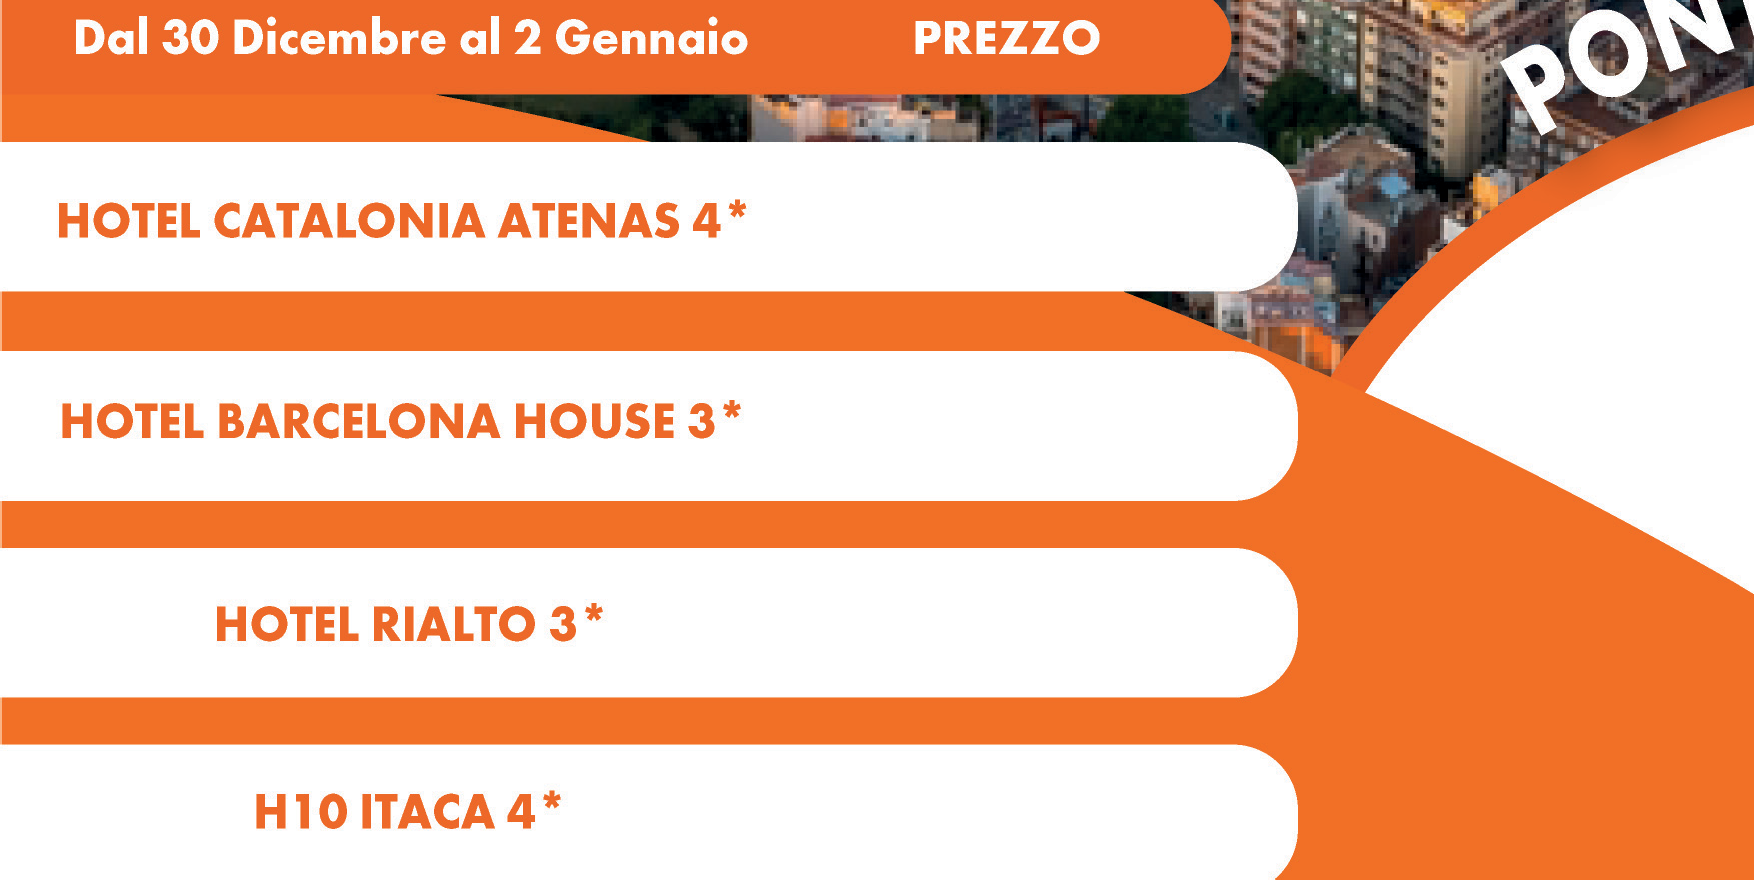 Dal 30 Dicembre al 2 Gennaio PREZZO
HOTEL CATALONIA ATENAS 4*
HOTEL BARCELONA HOUSE 3*
HOTEL RIALTO 3*
H10 ITACA 4*